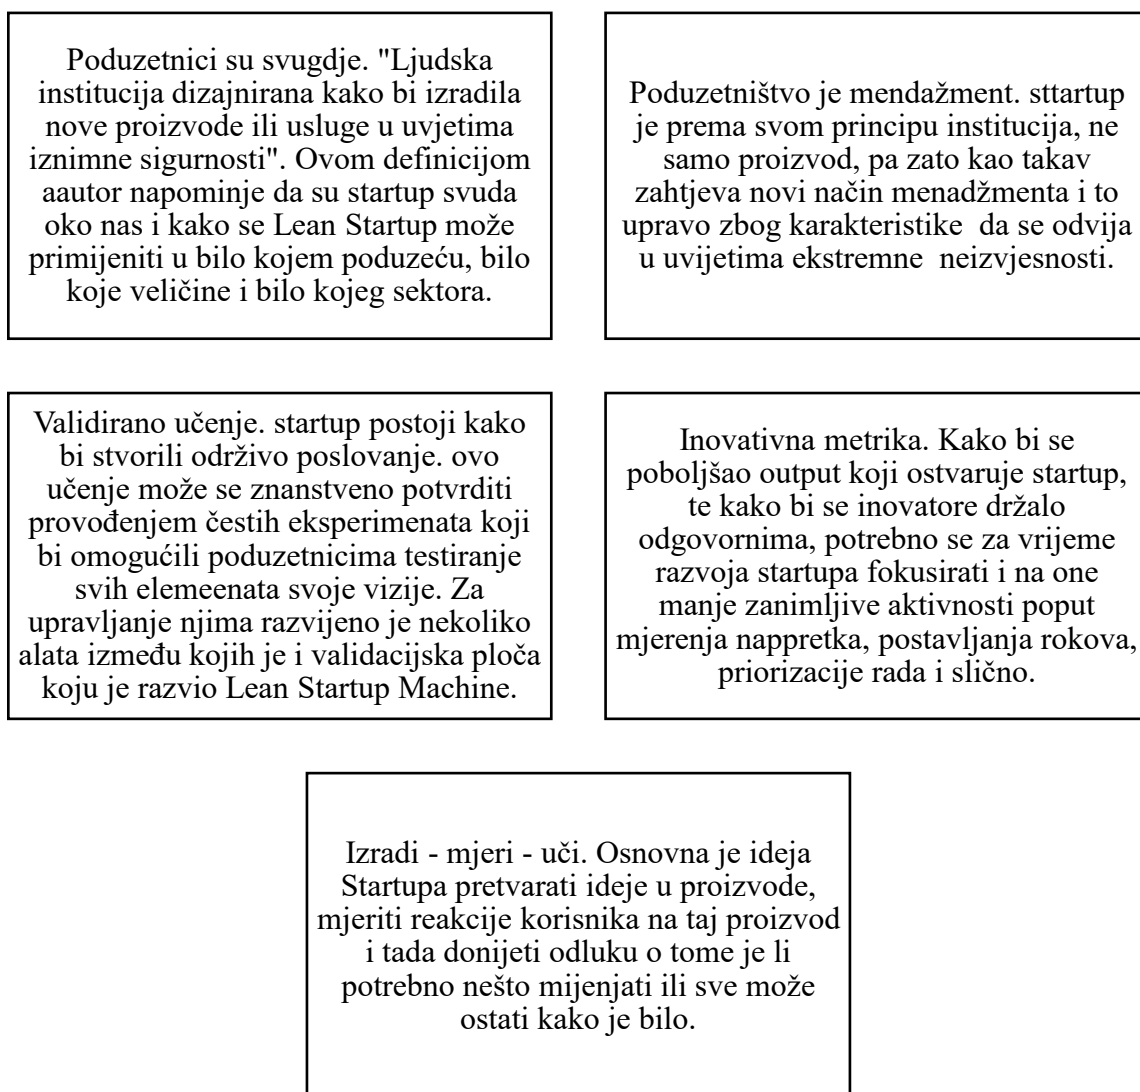 Poduzetnici su svugdje. "Ljudska
institucija dizajnirana kako bi izradila
nove proizvode ili usluge u uvjetima
iznimne sigurnosti". Ovom definicijom
aautor napominje da su startup svuda
oko nas i kako se Lean Startup može
primijeniti u bilo kojem poduzeću, bilo
koje veličine i bilo kojeg sektora.
Poduzetništvo je mendažment. sttartup
je prema svom principu institucija, ne
samo proizvod, pa zato kao takav
zahtjeva novi način menadžmenta i to
upravo zbog karakteristike  da se odvija
u uvijetima ekstremne  neizvjesnosti.
Validirano učenje. startup postoji kako
bi stvorili održivo poslovanje. ovo
učenje može se znanstveno potvrditi
provođenjem čestih eksperimenata koji
bi omogućili poduzetnicima testiranje
svih elemeenata svoje vizije. Za
upravljanje njima razvijeno je nekoliko
alata između kojih je i validacijska ploča
koju je razvio Lean Startup Machine.
Inovativna metrika. Kako bi se
poboljšao output koji ostvaruje startup,
te kako bi se inovatore držalo
odgovornima, potrebno se za vrijeme
razvoja startupa fokusirati i na one
manje zanimljive aktivnosti poput
mjerenja nappretka, postavljanja rokova,
priorizacije rada i slično.
Izradi - mjeri - uči. Osnovna je ideja
Startupa pretvarati ideje u proizvode,
mjeriti reakcije korisnika na taj proizvod
i tada donijeti odluku o tome je li
potrebno nešto mijenjati ili sve može
ostati kako je bilo.